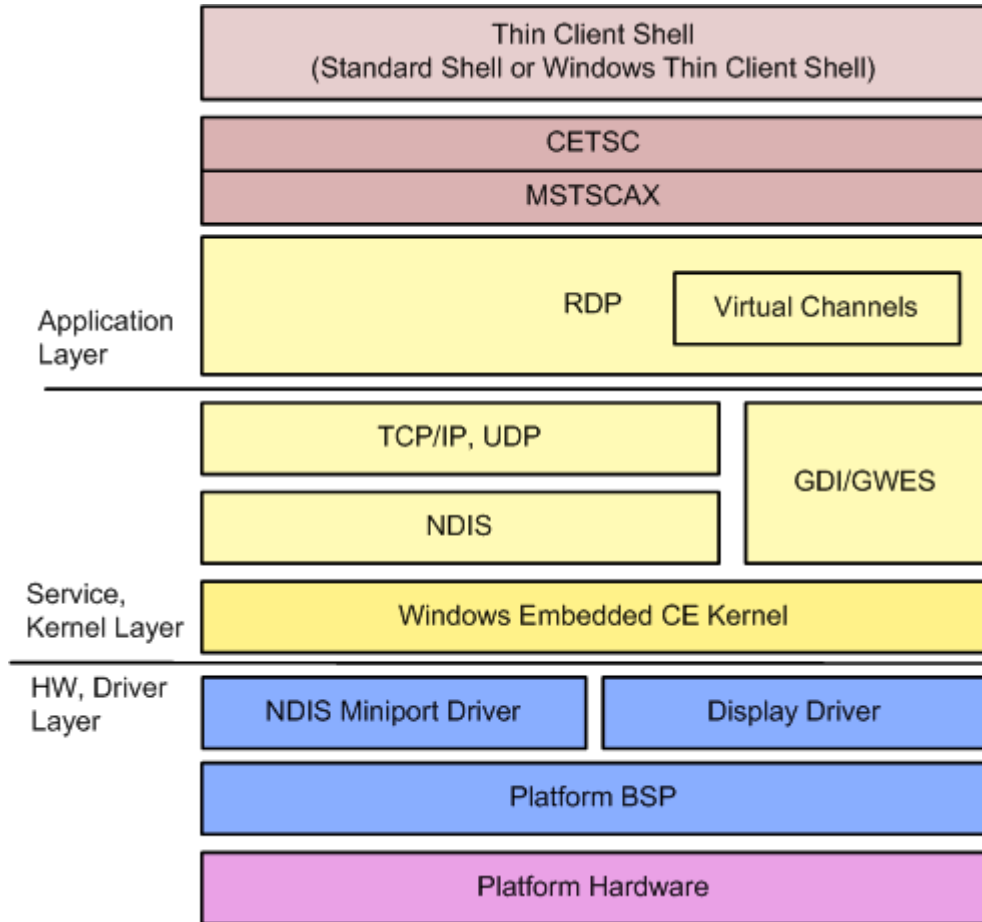 Thin Client Shell
(Standard Shell or Windows Thin Client Shell)
CETSC
MSTSCAX
RDP
Virtual Channels
Application
Layer
TCP/IP, UDP
GDI/GWES
NDIS
Service,
Kernel Layer
Windows Embedded CE Kernel
HW, Driver
Layer
NDIS Miniport Driver
Display Driver
Platform BSP
Platform Hardware